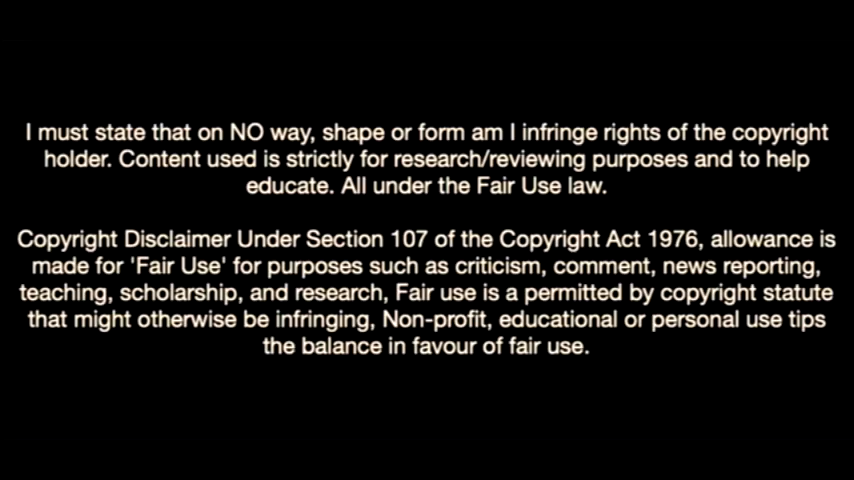 I must state that on NO way, shape or form am I infringe rights of the copyright
holder. Content used is strictly for research/reviewing purposes and to help
educate. All under the Fair Use law.
Copyright Disclaimer Under Section 107 of the Copyright Act 1976, allowance is
made for 'Fair Use' for purposes such as criticism, comment, news reporting,
teaching, scholarship, and research, Fair use is a permitted by copyright statute
that might otherwise be infringing, Non-profit, educational or personal use tips
the balance in favour of fair use.